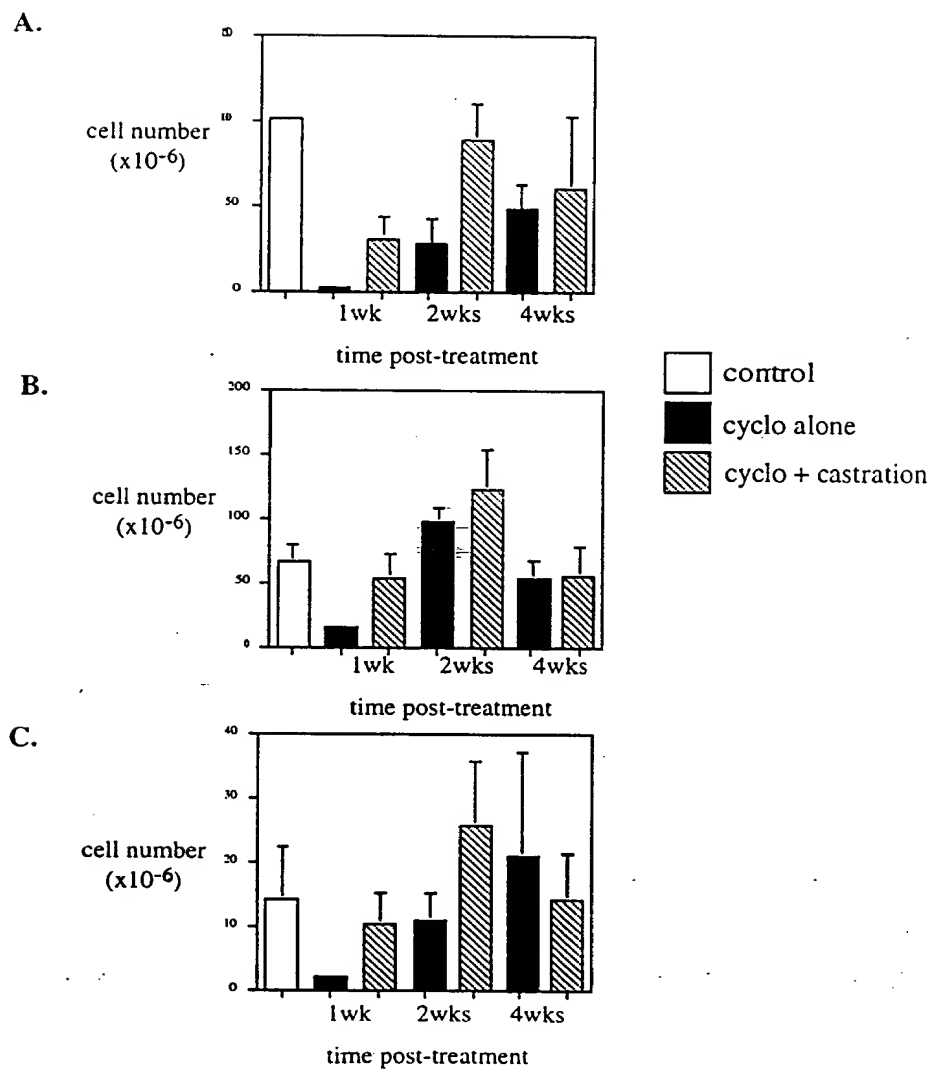 A.
cell number
(x10-6)
50
0
1wk 2wks 4wks
time post-treatment
B.
200
150
100
50
0
cell number
(x10-6)
1wk 2wks 4wks
time post-treatment
control
cyclo alone
cyclo + castration
C.
40
30
20
10
0
cell number
(x10-6)
1wk 2wks 4wks
time post-treatment